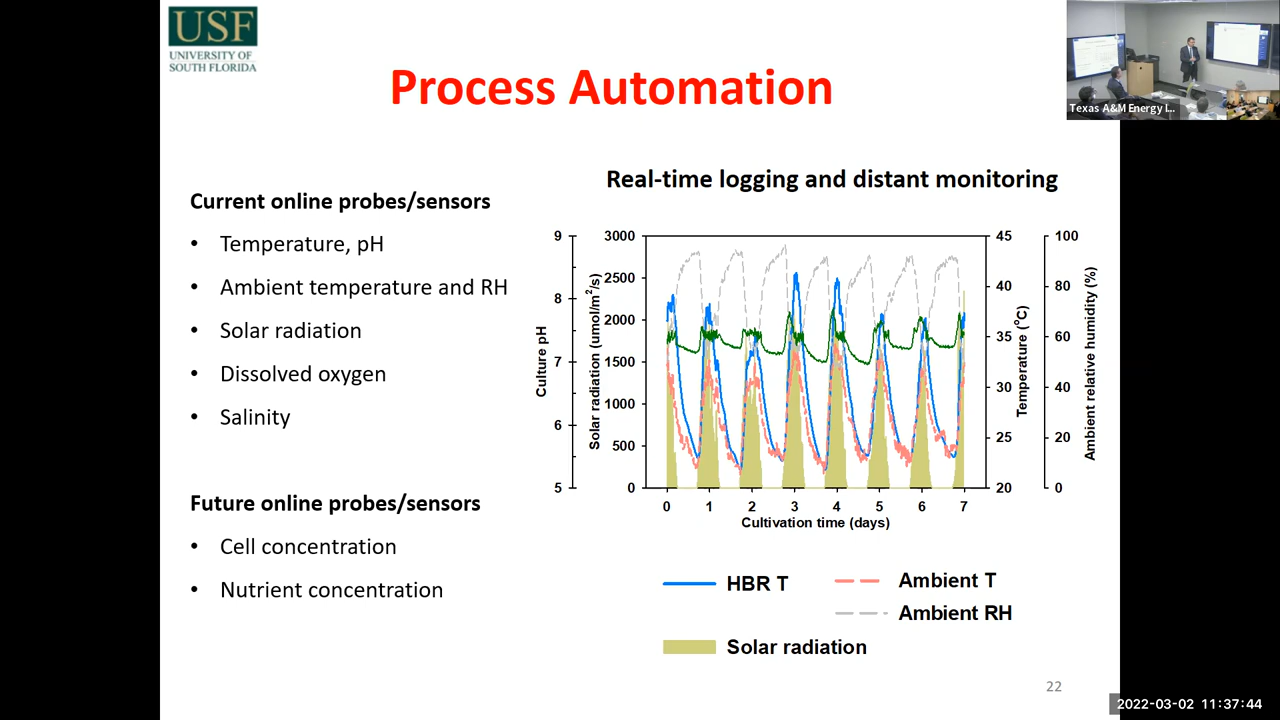 USF
UNIVERSITY OF
SOUTH FLORIDA
Process Automation
Texas A&M Energy I...
Current online probes/sensors
• Temperature, pH
• Ambient temperature and RH
• Solar radiation
• Dissolved oxygen
• Salinity
Future online probes/sensors
• Cell concentration
• Nutrient concentration
Real-time logging and distant monitoring
Culture pH
9
8
7
6
5
Solar radiation (umol/m²/s)
3000
2500
2000
1500
1000
500
0
45
40
35
30
25
20
Temperature (°C)
100
80
60
40
20
0
Ambient relative humidity (%)
0 1 2 3 4 5 6 7
Cultivation time (days)
HBR T
Ambient T
Ambient RH
Solar radiation
22
2022-03-02 11:37:44